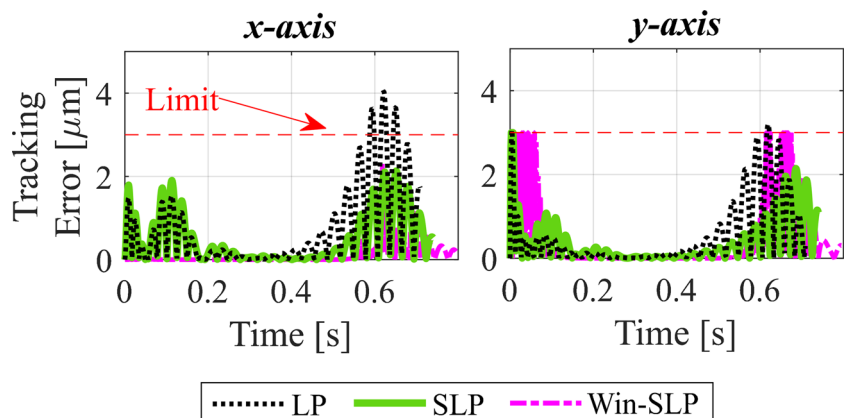 x-axis
y-axis
Tracking
Error [μm]
4
2
0
Limit
0
0.2
0.4
0.6
Time [s]
4
2
0
0
0.2
0.4
0.6
Time [s]
LP
SLP
Win-SLP